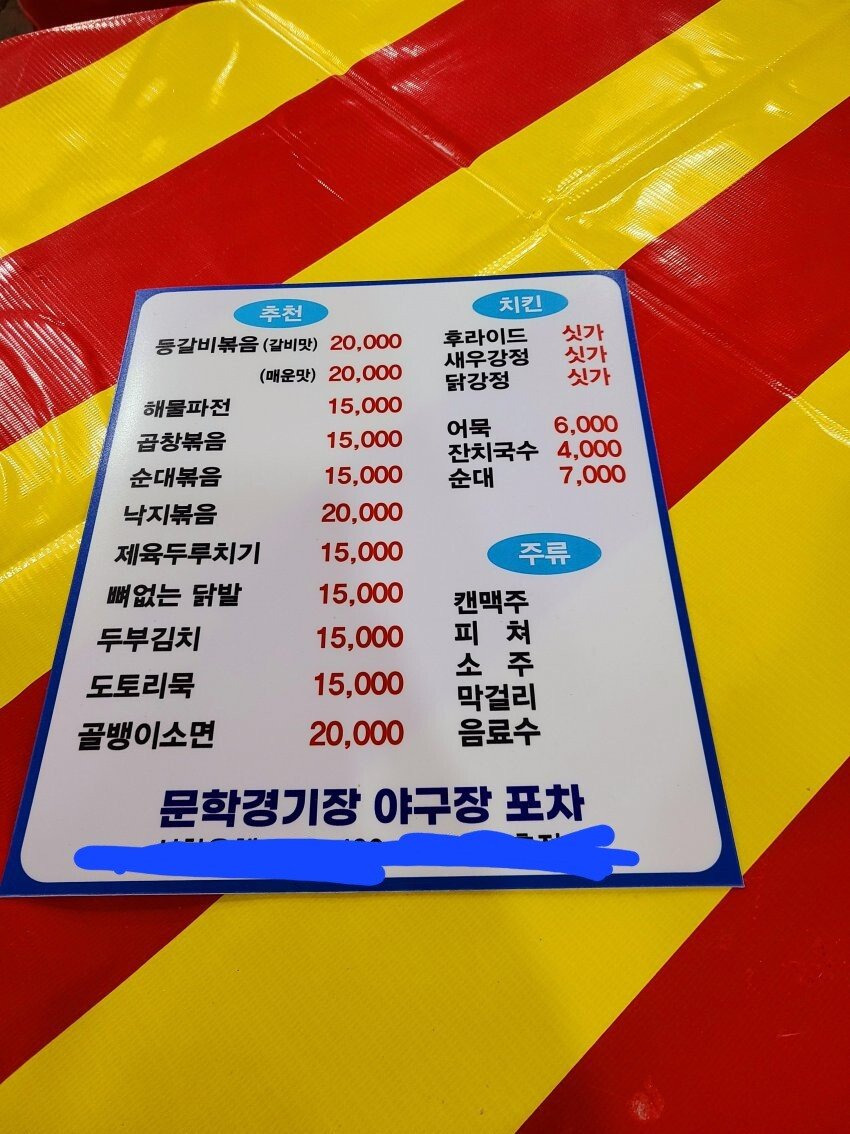 추천
등갈비볶음 (갈비맛) 20,000
(매운맛) 20,000
해물파전 15,000
곱창볶음 15,000
순대볶음 15,000
낙지볶음 20,000
제육두루치기 15,000
뼈없는 닭발 15,000
두부김치 15,000
도토리묵 15,000
골뱅이소면 20,000
치킨
후라이드 싯가
새우강정 싯가
닭강정 싯가
어묵 6,000
잔치국수 4,000
순대 7,000
주류
캔맥주
피 쳐
소 주
막걸리
음료수
문학경기장 야구장 포차